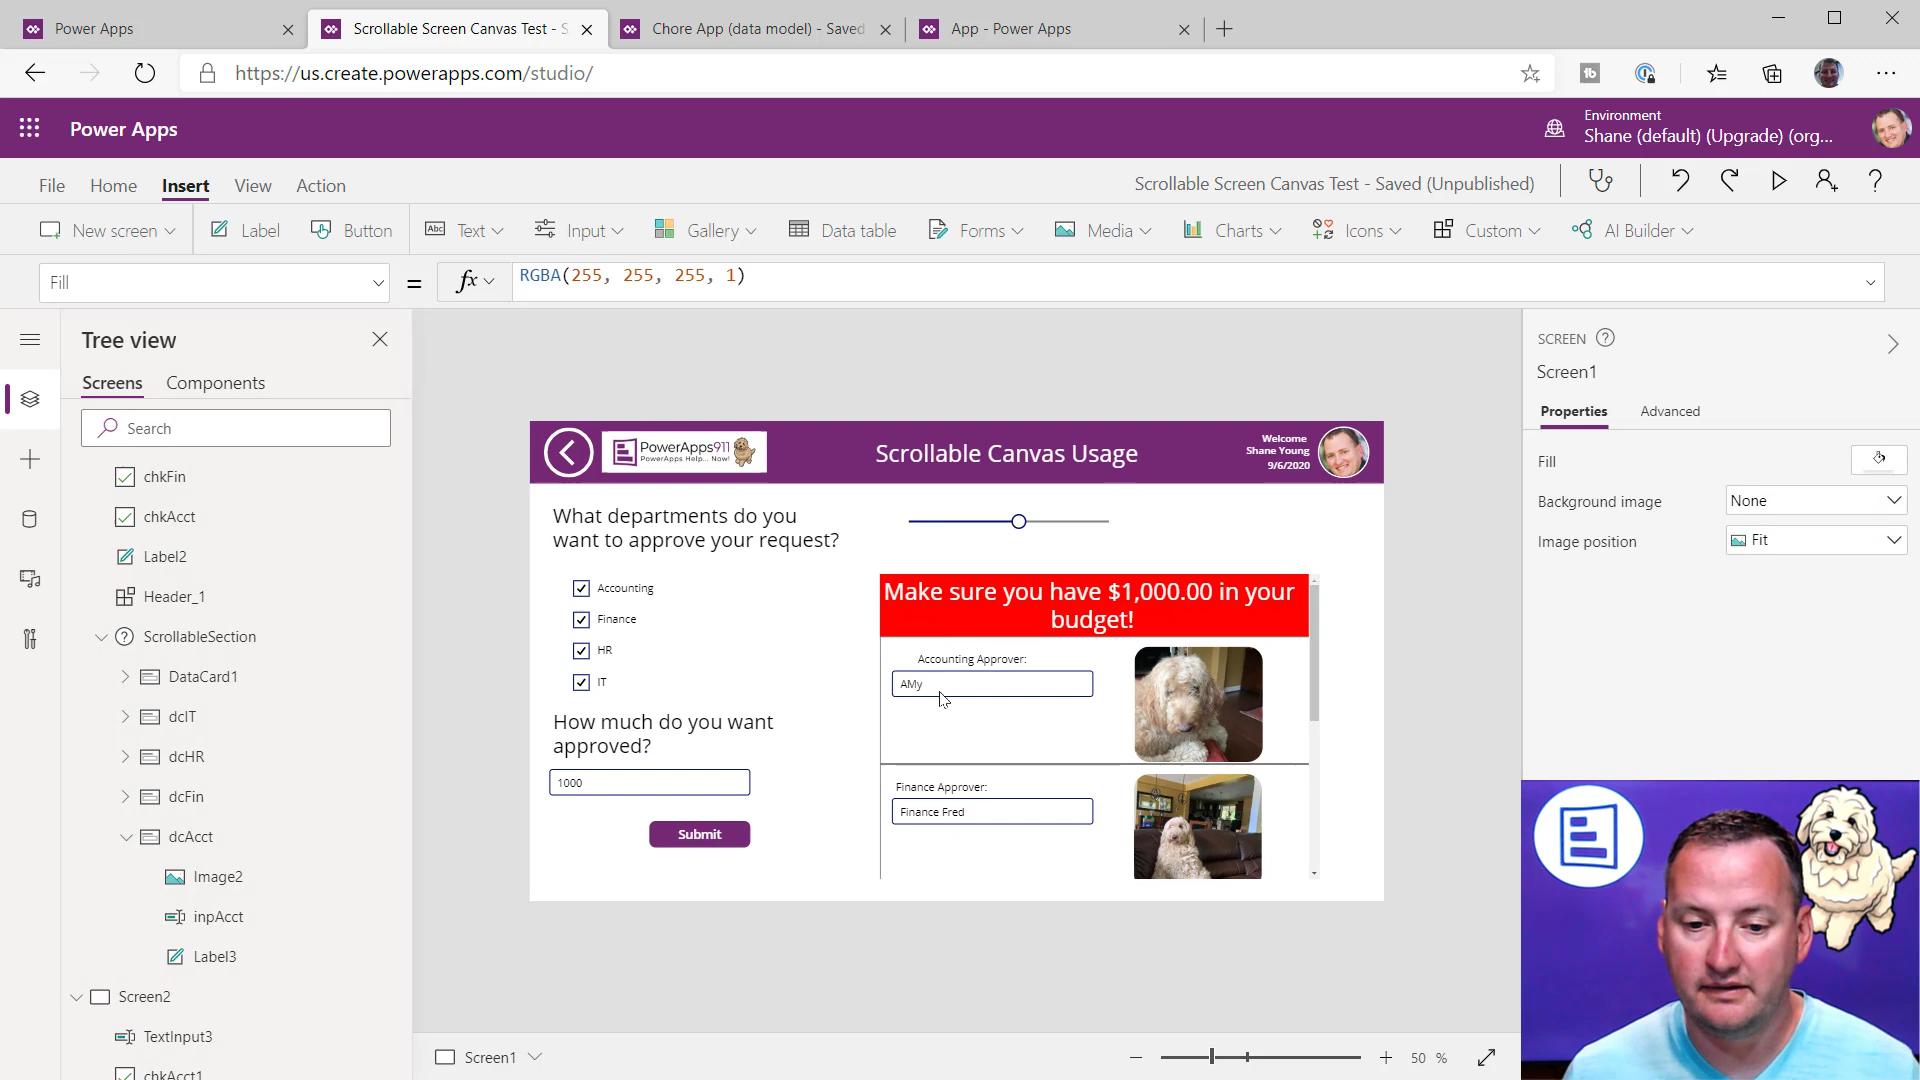 Power Apps
Scrollable Screen Canvas Test - S
Chore App (data model) - Saved
App - Power Apps
https://us.create.powerapps.com/studio/
Power Apps
Environment
Shane (default) (Upgrade) (org...
File
Home
Insert
View
Action
Scrollable Screen Canvas Test - Saved (Unpublished)
New screen
Label
Button
Abc
Text
Input
Gallery
Data table
Forms
Media
Charts
Icons
Custom
AI Builder
Fill
=
fx
RGBA(255, 255, 255, 1)
Tree view
Screens
Components
Search
chkFin
chkAcct
Label2
Header_1
ScrollableSection
DataCard1
dcIT
dcHR
dcFin
dcAcct
Image2
inpAcct
Label3
Screen2
TextInput3
chkAcct1
PowerApps911
PowerApps Help... Now!
Scrollable Canvas Usage
Welcome
Shane Young
9/6/2020
What departments do you
want to approve your request?
Accounting
Finance
HR
IT
How much do you want
approved?
1000
Submit
Make sure you have $1,000.00 in your
budget!
Accounting Approver:
AMy
Finance Approver:
Finance Fred
Screen1
50 %
SCREEN
Screen1
Properties
Advanced
Fill
Background image
None
Image position
Fit